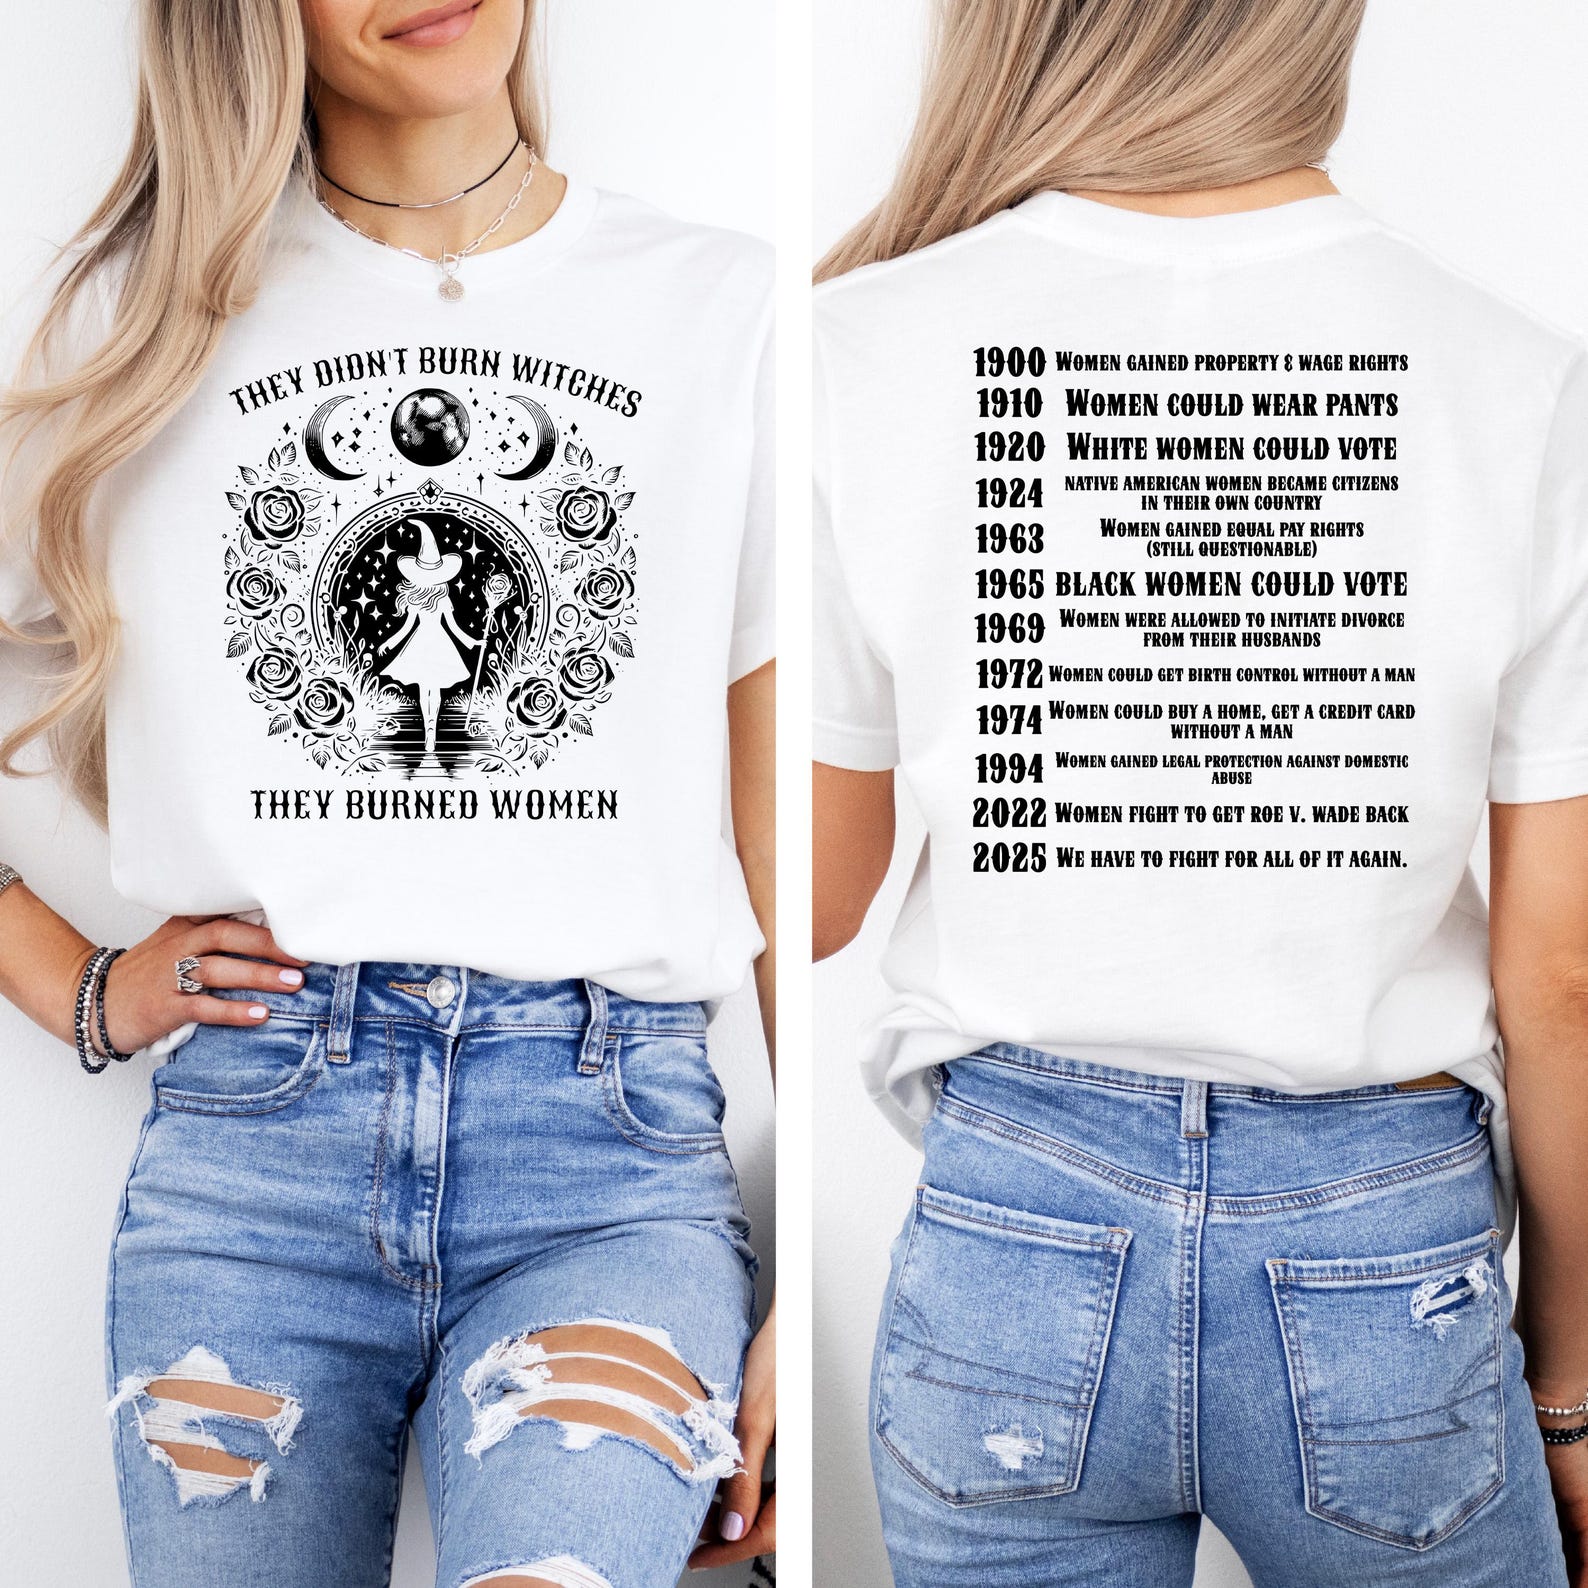 THEY DIDN'T BURN WITCHES
THEY BURNED WOMEN
1900 WOMEN GAINED PROPERTY & WAGE RIGHTS
1910 WOMEN COULD WEAR PANTS
1920 WHITE WOMEN COULD VOTE
1924 NATIVE AMERICAN WOMEN BECAME CITIZENS
IN THEIR OWN COUNTRY
1963 WOMEN GAINED EQUAL PAY RIGHTS
(STILL QUESTIONABLE)
1965 BLACK WOMEN COULD VOTE
1969 WOMEN WERE ALLOWED TO INITIATE DIVORCE
FROM THEIR HUSBANDS
1972 WOMEN COULD GET BIRTH CONTROL WITHOUT A MAN
1974 WOMEN COULD BUY A HOME, GET A CREDIT CARD
WITHOUT A MAN
1994 WOMEN GAINED LEGAL PROTECTION AGAINST DOMESTIC
ABUSE
2022 WOMEN FIGHT TO GET ROE V. WADE BACK
2025 WE HAVE TO FIGHT FOR ALL OF IT AGAIN.